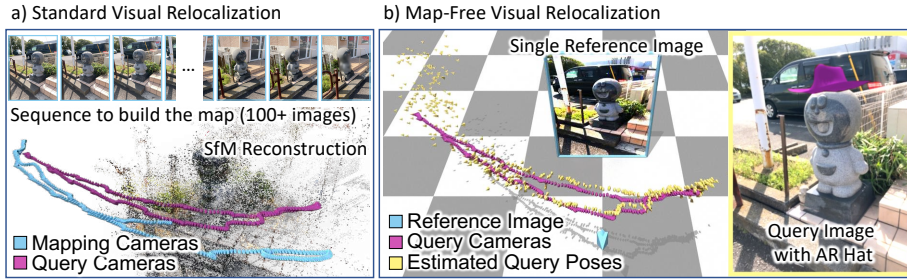 a) Standard Visual Relocalization
...
Sequence to build the map (100+ images)
SfM Reconstruction
Mapping Cameras
Query Cameras
b) Map-Free Visual Relocalization
Single Reference Image
Reference Image
Query Cameras
Estimated Query Poses
Query Image
with AR Hat